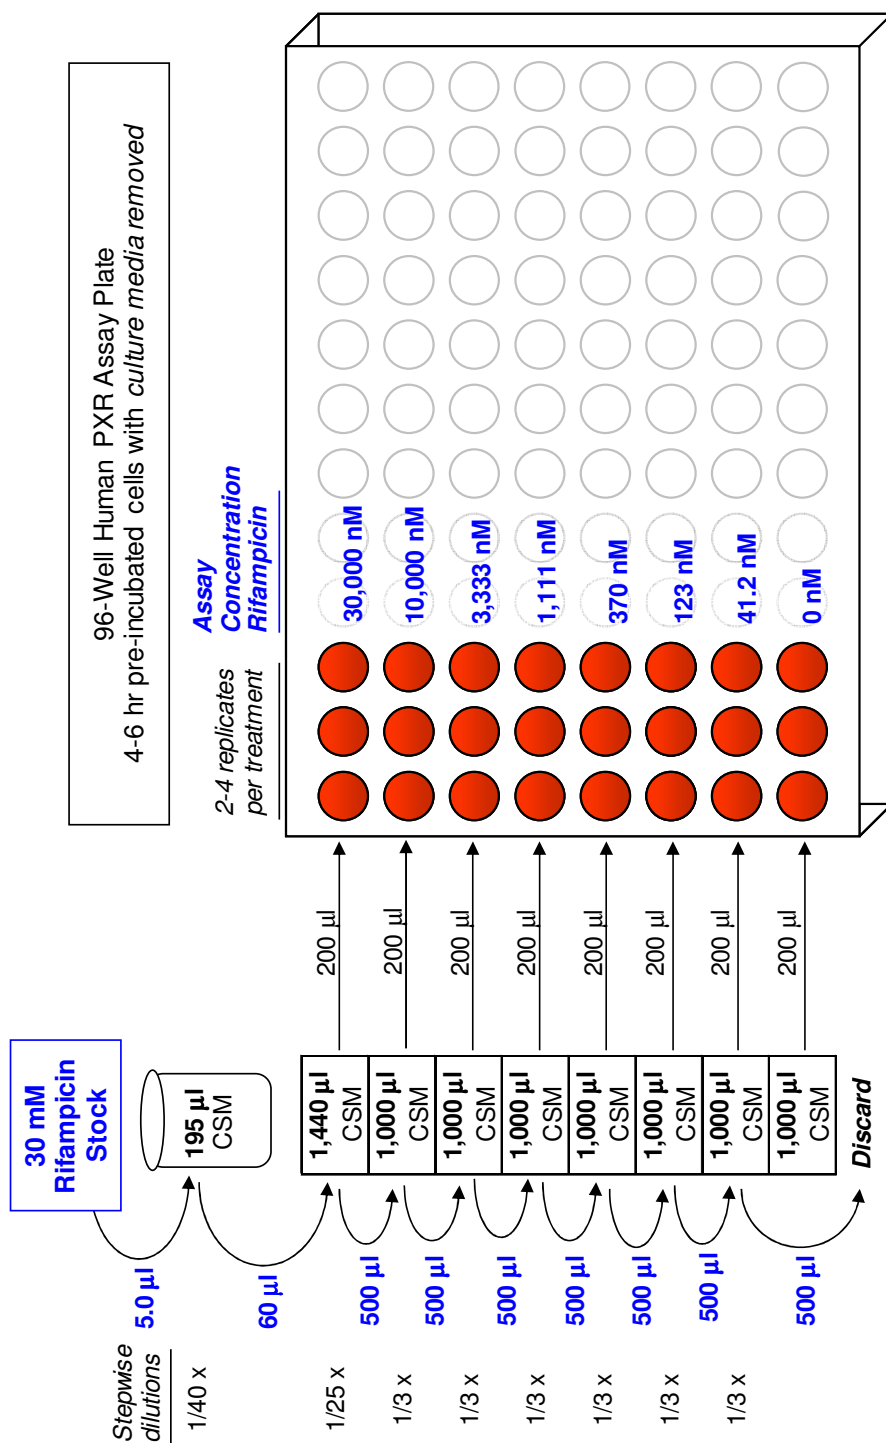 96-Well Human PXR Assay Plate
4-6 hr pre-incubated cells with culture media removed
30 mM
Rifampicin
Stock
Stepwise
dilutions
5.0 µl
1/40 x
195 µl
CSM
60 µl
1/25 x
1,440 µl
CSM
500 µl
1/3 x
1,000 µl
CSM
500 µl
1/3 x
1,000 µl
CSM
500 µl
1/3 x
1,000 µl
CSM
500 µl
1/3 x
1,000 µl
CSM
500 µl
1/3 x
1,000 µl
CSM
500 µl
1/3 x
1,000 µl
CSM
500 µl
1,000 µl
CSM
Discard
200 µl
200 µl
200 µl
200 µl
200 µl
200 µl
200 µl
200 µl
2-4 replicates
per treatment
Assay
Concentration
Rifampicin
30,000 nM
10,000 nM
3,333 nM
1,111 nM
370 nM
123 nM
41.2 nM
0 nM